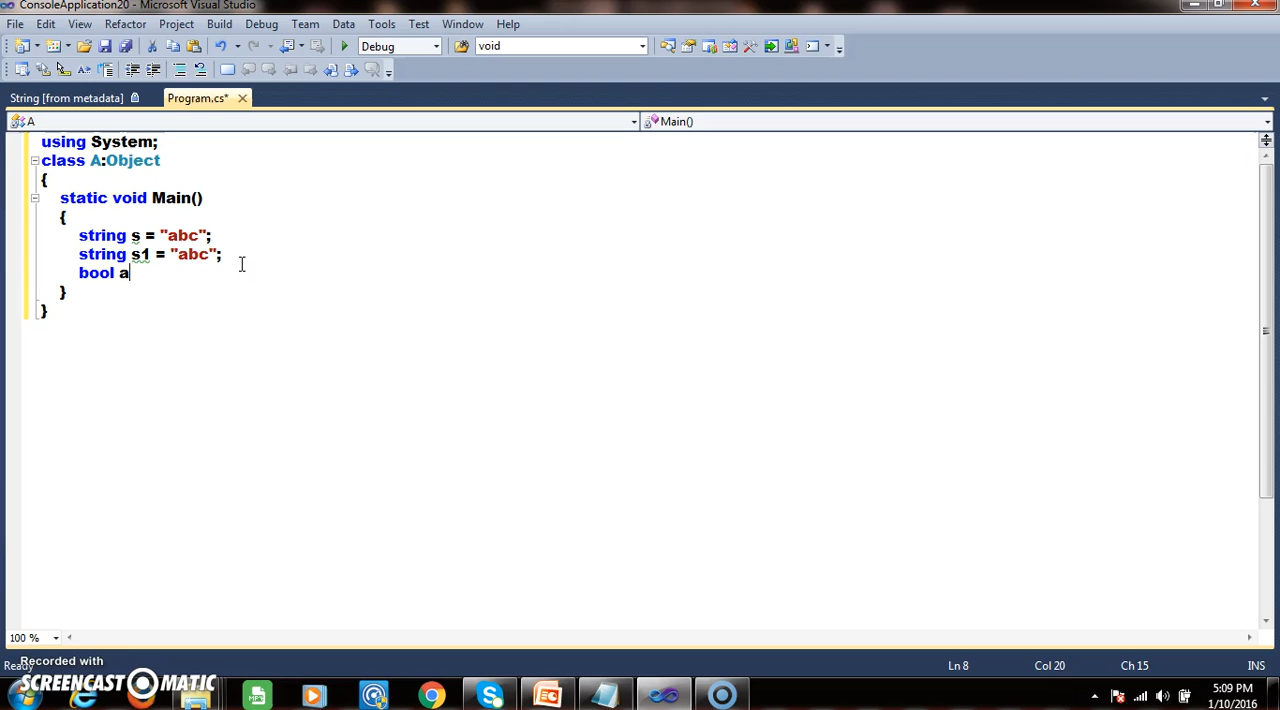 ConsoleApplication20 - Microsoft Visual Studio
File Edit View Refactor Project Build Debug Team Data Tools Test Window Help
Debug void
String [from metadata] Program.cs*
A Main()
using System;
class A:Object
{
static void Main()
{
string s = "abc";
string s1 = "abc";
bool a
}
}
100 %
Ready Ln 8 Col 20 Ch 15 INS
Recorded with
SCREENCAST MATIC
5:09 PM
1/10/2016